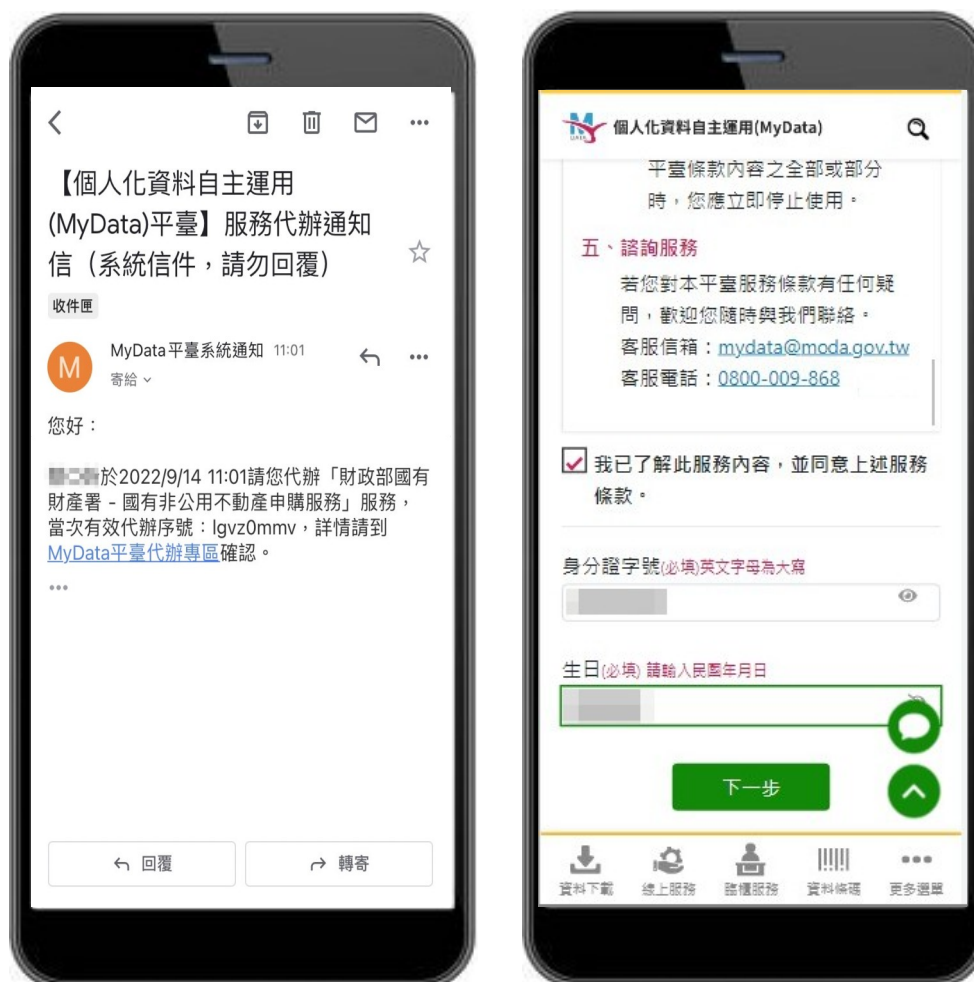 【個人化資料自主運用
(MyData)平臺】服務代辦通知
信（系統信件，請勿回覆）
收件匣
M
MyData平臺系統通知 11:01
寄給
您好：
於2022/9/14 11:01請您代辦「財政部國有
財產署 - 國有非公用不動產申購服務」服務，
當次有效代辦序號：lgvz0mmv，詳情請到
MyData平臺代辦專區確認。
回覆
轉寄
個人化資料自主運用(MyData)
平臺條款內容之全部或部分
時，您應立即停止使用。
五、諮詢服務
若您對本平臺服務條款有任何疑
問，歡迎您隨時與我們聯絡。
客服信箱：mydata@moda.gov.tw
客服電話：0800-009-868
我已了解此服務內容，並同意上述服務
條款。
身分證字號(必填)英文字母為大寫
生日(必填) 請輸入民國年月日
下一步
資料下載
線上服務
臨櫃服務
資料條碼
更多選單